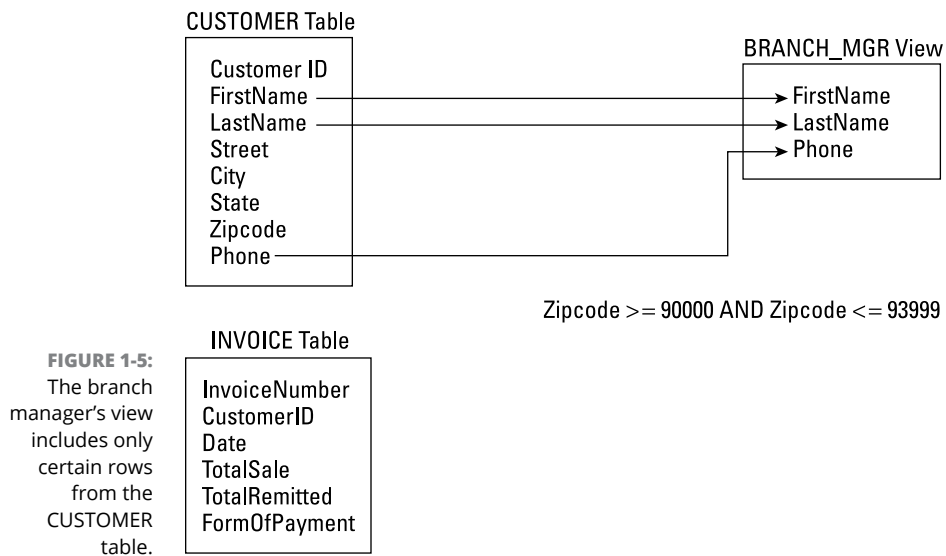 CUSTOMER Table
Customer ID
FirstName
LastName
Street
City
State
Zipcode
Phone
BRANCH_MGR View
FirstName
LastName
Phone
Zipcode >= 90000 AND Zipcode <= 93999
INVOICE Table
InvoiceNumber
CustomerID
Date
TotalSale
TotalRemitted
FormOfPayment
FIGURE 1-5:
The branch
manager’s view
includes only
certain rows
from the
CUSTOMER
table.